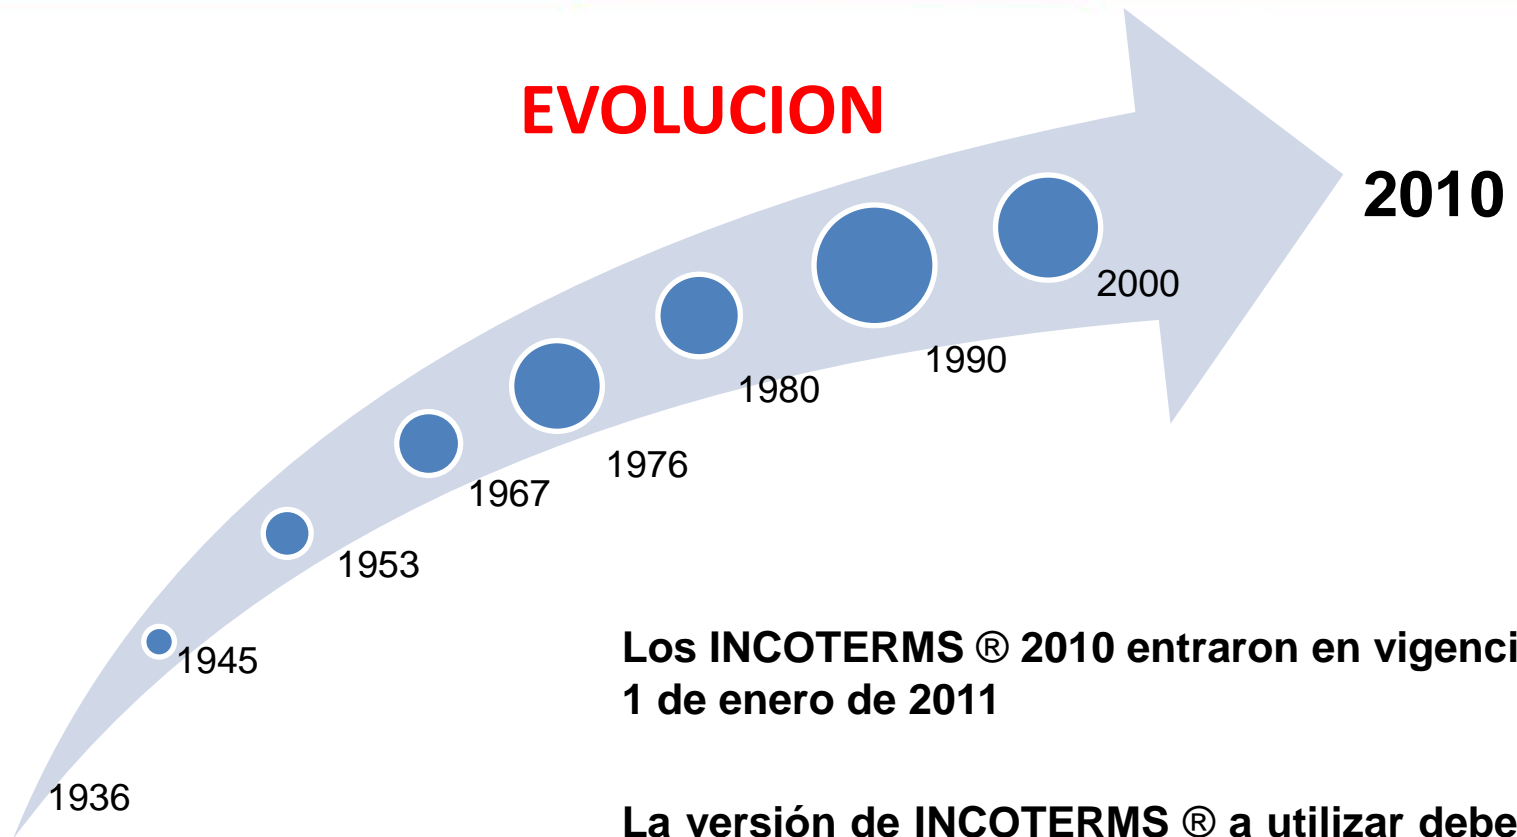 EVOLUCION
2010
2000
1990
1980
1976
1967
1953
1945
1936
Los INCOTERMS ® 2010 entraron en vigenci
1 de enero de 2011
La versión de INCOTERMS ® a utilizar debe